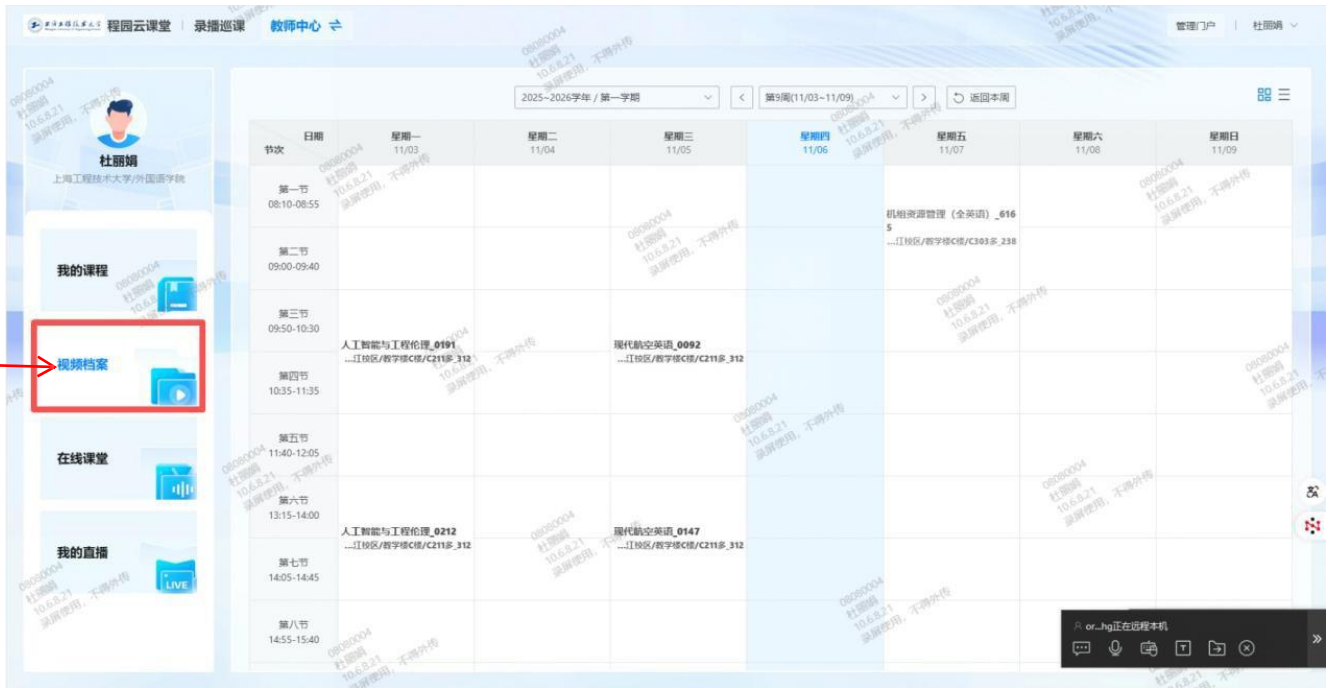 程园云课堂 录播巡课 教师中心
管理门户 杜丽娟
杜丽娟
上海工程技术大学/外国语学院
我的课程
视频档案
在线课堂
我的直播
LIVE
2025~2026学年 / 第一学期 第9周(11/03~11/09) 返回本周
日期 星期一 星期二 星期三 星期四 星期五 星期六 星期日
节次 11/03 11/04 11/05 11/06 11/07 11/08 11/09
第一节
08:10-08:55
机组资源管理（全英语）_616
5
...江校区/教学楼C楼/C303多_238
第二节
09:00-09:40
第三节
09:50-10:30
人工智能与工程伦理_0191 现代航空英语_0092
...江校区/教学楼C楼/C211多_312 ...江校区/教学楼C楼/C211多_312
第四节
10:35-11:35
第五节
11:40-12:05
第六节
13:15-14:00
人工智能与工程伦理_0212 现代航空英语_0147
...江校区/教学楼C楼/C211多_312 ...江校区/教学楼C楼/C211多_312
第七节
14:05-14:45
第八节
14:55-15:40
or...hg正在远程本机
08080004
杜丽娟
10.6.8.21
录屏使用，不得外传